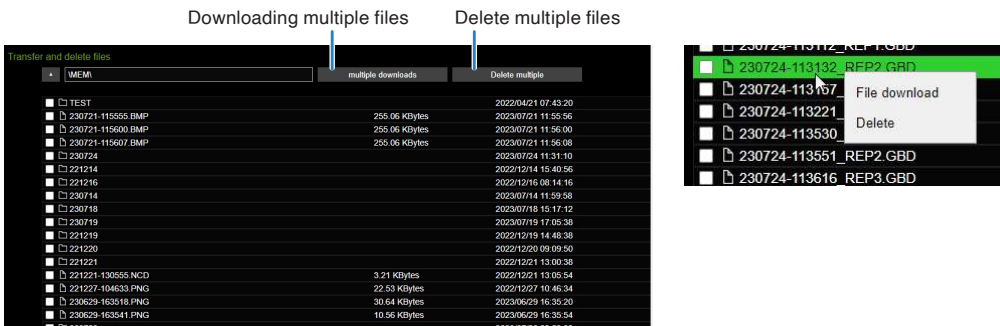 Downloading multiple files Delete multiple files
Transfer and delete files
\MEM\ multiple downloads Delete multiple
TEST 2022/04/21 07:43:20
230721-115555.BMP 255.06 KBytes 2023/07/21 11:55:56
230721-115600.BMP 255.06 KBytes 2023/07/21 11:56:00
230721-115607.BMP 255.06 KBytes 2023/07/21 11:56:08
230724 2023/07/24 11:31:10
221214 2022/12/14 15:40:56
221216 2022/12/16 08:14:16
230714 2023/07/14 11:59:58
230718 2023/07/18 15:17:12
230719 2023/07/19 17:05:38
221219 2022/12/19 14:48:38
221220 2022/12/20 09:09:50
221221 2022/12/21 13:00:38
221221-130555.NCD 3.21 KBytes 2022/12/21 13:05:54
221227-104633.PNG 22.53 KBytes 2022/12/27 10:46:34
230629-163518.PNG 30.64 KBytes 2023/06/29 16:35:20
230629-163541.PNG 10.56 KBytes 2023/06/29 16:35:54
230724-113112_REP1.GBD
230724-113132_REP2.GBD
230724-113157_
File download
230724-113221_
Delete
230724-113530_
230724-113551_REP2.GBD
230724-113616_REP3.GBD